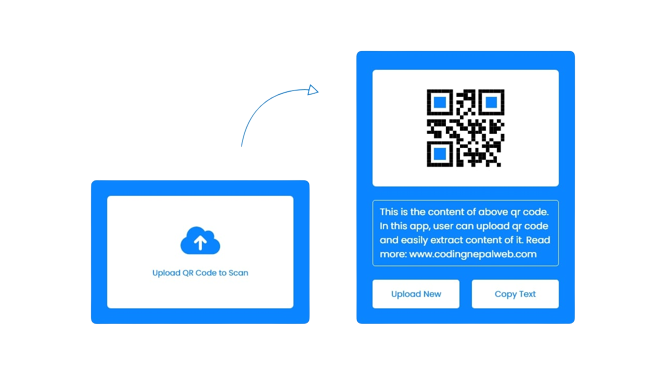 Upload QR Code to Scan
This is the content of above qr code.
In this app, user can upload qr code
and easily extract content of it. Read
more: www.codingnepalweb.com
Upload New
Copy Text